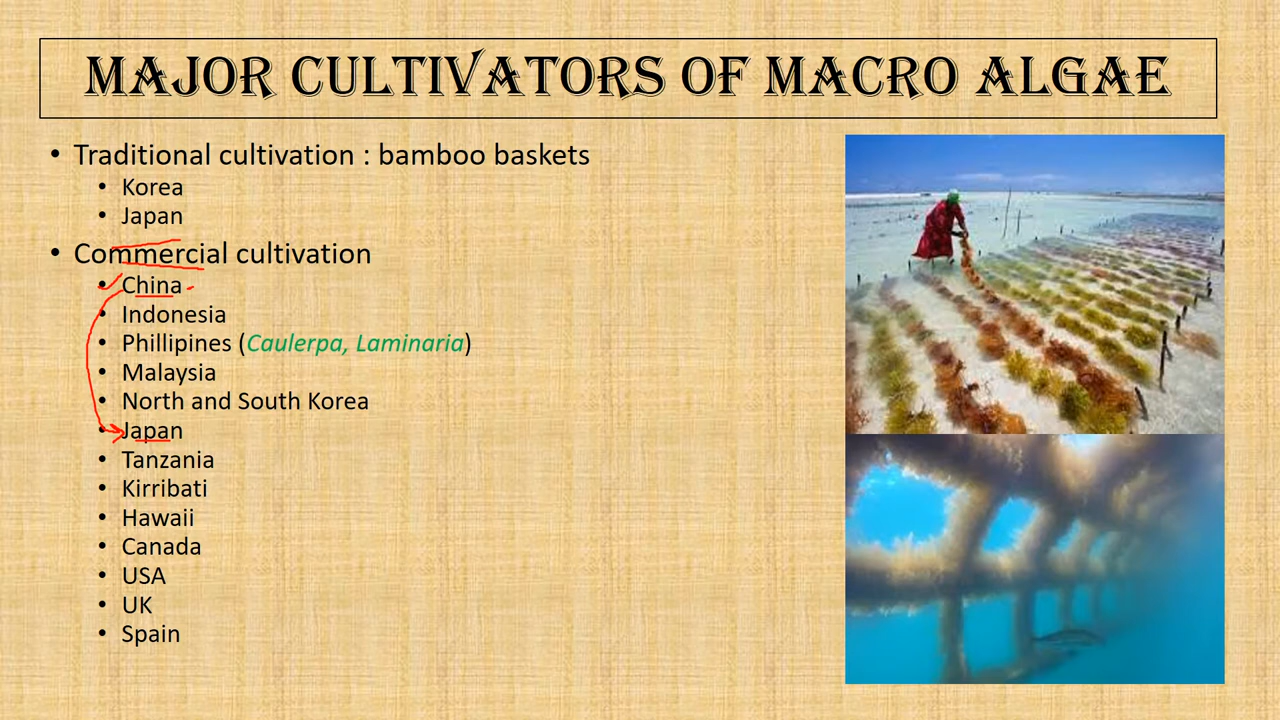 MAJOR CULTIVATORS OF MACRO ALGAE
• Traditional cultivation : bamboo baskets
• Korea
• Japan
• Commercial cultivation
• China
• Indonesia
• Phillipines (Caulerpa, Laminaria)
• Malaysia
• North and South Korea
• Japan
• Tanzania
• Kirribati
• Hawaii
• Canada
• USA
• UK
• Spain